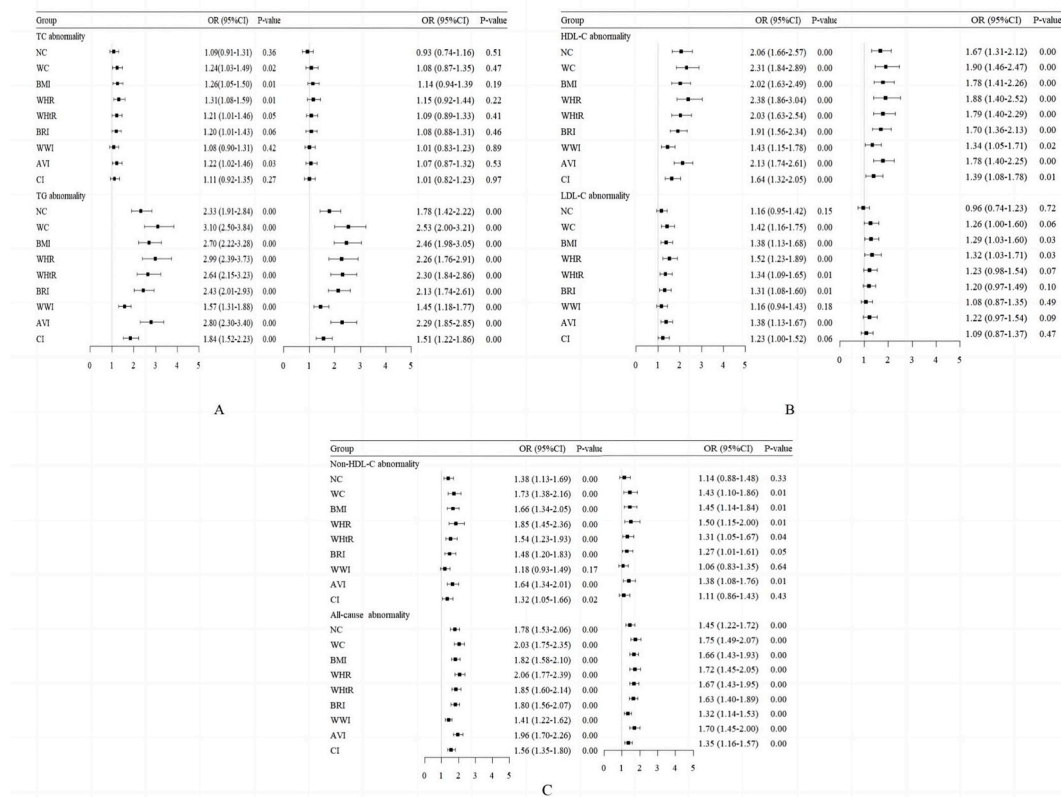 Group OR (95%CI) P-value OR (95%CI) P-value
TC abnormality
NC 1.09(0.91-1.31) 0.36 0.93 (0.74-1.16) 0.51
WC 1.24(1.03-1.49) 0.02 1.08 (0.87-1.35) 0.47
BMI 1.26(1.05-1.50) 0.01 1.14 (0.94-1.39 0.19
WHR 1.31(1.08-1.59) 0.01 1.15 (0.92-1.44) 0.22
WHtR 1.21(1.01-1.46) 0.05 1.09 (0.89-1.33) 0.41
BRI 1.20(1.01-1.43) 0.06 1.08 (0.88-1.31) 0.46
WWI 1.08 (0.90-1.31) 0.42 1.01 (0.83-1.23) 0.89
AVI 1.22 (1.02-1.46) 0.03 1.07 (0.87-1.32) 0.53
CI 1.11 (0.92-1.35) 0.27 1.01 (0.82-1.23) 0.97
TG abnormality
NC 2.33 (1.91-2.84) 0.00 1.78 (1.42-2.22) 0.00
WC 3.10 (2.50-3.84) 0.00 2.53 (2.00-3.21) 0.00
BMI 2.70 (2.22-3.28) 0.00 2.46 (1.98-3.05) 0.00
WHR 2.99 (2.39-3.73) 0.00 2.26 (1.76-2.91) 0.00
WHtR 2.64 (2.15-3.23) 0.00 2.30 (1.84-2.86) 0.00
BRI 2.43 (2.01-2.93) 0.00 2.13 (1.74-2.61) 0.00
WWI 1.57 (1.31-1.88) 0.00 1.45 (1.18-1.77) 0.00
AVI 2.80 (2.30-3.40) 0.00 2.29 (1.85-2.85) 0.00
CI 1.84 (1.52-2.23) 0.00 1.51 (1.22-1.86) 0.00
0 1 2 3 4 5 0 1 2 3 4 5
A
Group OR (95%CI) P-value OR (95%CI) P-value
HDL-C abnormality
NC 2.06 (1.66-2.57) 0.00 1.67 (1.31-2.12) 0.00
WC 2.31 (1.84-2.89) 0.00 1.90 (1.46-2.47) 0.00
BMI 2.02 (1.63-2.49) 0.00 1.78 (1.41-2.26) 0.00
WHR 2.38 (1.86-3.04) 0.00 1.88 (1.40-2.52) 0.00
WHtR 2.03 (1.63-2.54) 0.00 1.79 (1.40-2.29) 0.00
BRI 1.91 (1.56-2.34) 0.00 1.70 (1.36-2.13) 0.00
WWI 1.43 (1.15-1.78) 0.00 1.34 (1.05-1.71) 0.02
AVI 2.13 (1.74-2.61) 0.00 1.78 (1.40-2.25) 0.00
CI 1.64 (1.32-2.05) 0.00 1.39 (1.08-1.78) 0.01
LDL-C abnormality
NC 1.16 (0.95-1.42) 0.15 0.96 (0.74-1.23) 0.72
WC 1.42 (1.16-1.75) 0.00 1.26 (1.00-1.60) 0.06
BMI 1.38 (1.13-1.68) 0.00 1.29 (1.03-1.60) 0.03
WHR 1.52 (1.23-1.89) 0.00 1.32 (1.03-1.71) 0.03
WHtR 1.34 (1.09-1.65) 0.01 1.23 (0.98-1.54) 0.07
BRI 1.31 (1.08-1.60) 0.01 1.20 (0.97-1.49) 0.10
WWI 1.16 (0.94-1.43) 0.18 1.08 (0.87-1.35) 0.49
AVI 1.38 (1.13-1.67) 0.00 1.22 (0.97-1.54) 0.09
CI 1.23 (1.00-1.52) 0.06 1.09 (0.87-1.37) 0.47
0 1 2 3 4 5 0 1 2 3 4 5
B
Group OR (95%CI) P-value OR (95%CI) P-value
Non-HDL-C abnormality
NC 1.38 (1.13-1.69) 0.00 1.14 (0.88-1.48) 0.33
WC 1.73 (1.38-2.16) 0.00 1.43 (1.10-1.86) 0.01
BMI 1.66 (1.34-2.05) 0.00 1.45 (1.14-1.84) 0.01
WHR 1.85 (1.45-2.36) 0.00 1.50 (1.15-2.00) 0.01
WHtR 1.54 (1.23-1.93) 0.00 1.31 (1.05-1.67) 0.04
BRI 1.48 (1.20-1.83) 0.00 1.27 (1.01-1.61) 0.05
WWI 1.18 (0.93-1.49) 0.17 1.06 (0.83-1.35) 0.64
AVI 1.64 (1.34-2.01) 0.00 1.38 (1.08-1.76) 0.01
CI 1.32 (1.05-1.66) 0.02 1.11 (0.86-1.43) 0.43
All-cause abnormality
NC 1.78 (1.53-2.06) 0.00 1.45 (1.22-1.72) 0.00
WC 2.03 (1.75-2.35) 0.00 1.75 (1.49-2.07) 0.00
BMI 1.82 (1.58-2.10) 0.00 1.66 (1.43-1.93) 0.00
WHR 2.06 (1.77-2.39) 0.00 1.72 (1.45-2.05) 0.00
WHtR 1.85 (1.60-2.14) 0.00 1.67 (1.43-1.95) 0.00
BRI 1.80 (1.56-2.07) 0.00 1.63 (1.40-1.89) 0.00
WWI 1.41 (1.22-1.62) 0.00 1.32 (1.14-1.53) 0.00
AVI 1.96 (1.70-2.26) 0.00 1.70 (1.45-2.00) 0.00
CI 1.56 (1.35-1.80) 0.00 1.35 (1.16-1.57) 0.00
0 1 2 3 4 5 0 1 2 3 4 5
C